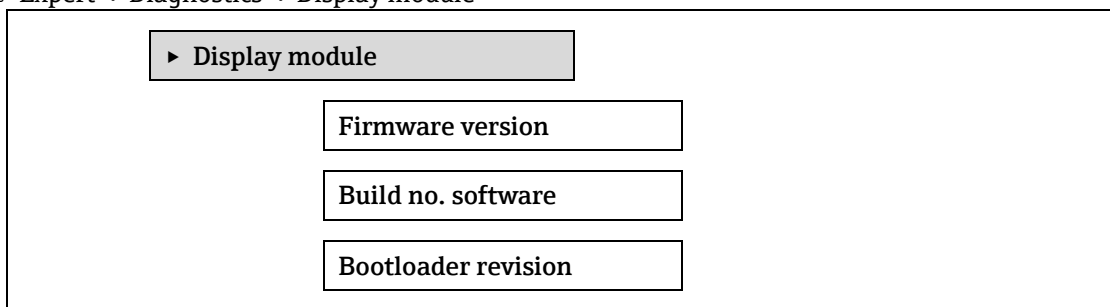 Expert → Diagnostics → Display module
▸ Display module
Firmware version
Build no. software
Bootloader revision